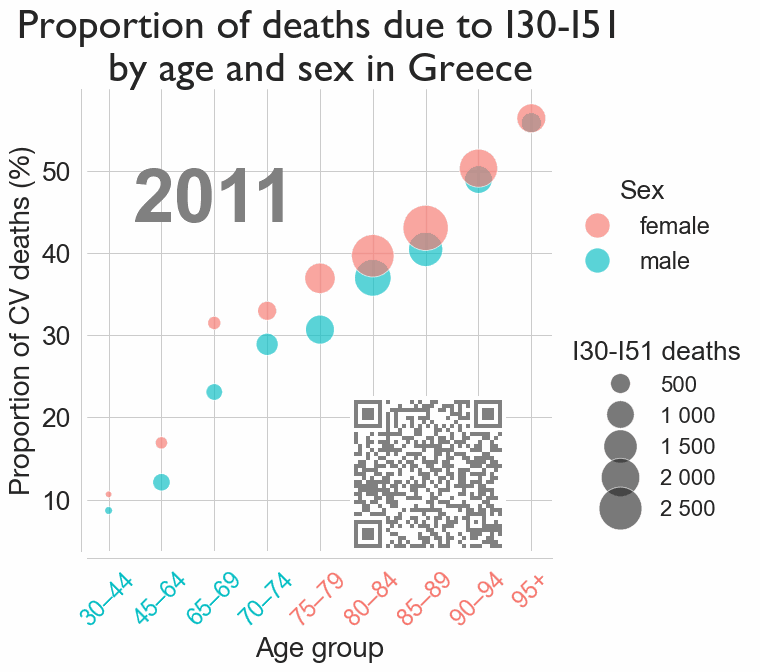 Proportion of deaths due to I30-I51
by age and sex in Greece
2011
Proportion of CV deaths (%)
50
40
30
20
10
30–44
45–64
65–69
70–74
75–79
80–84
85–89
90–94
95+
Age group
Sex
female
male
I30-I51 deaths
500
1 000
1 500
2 000
2 500